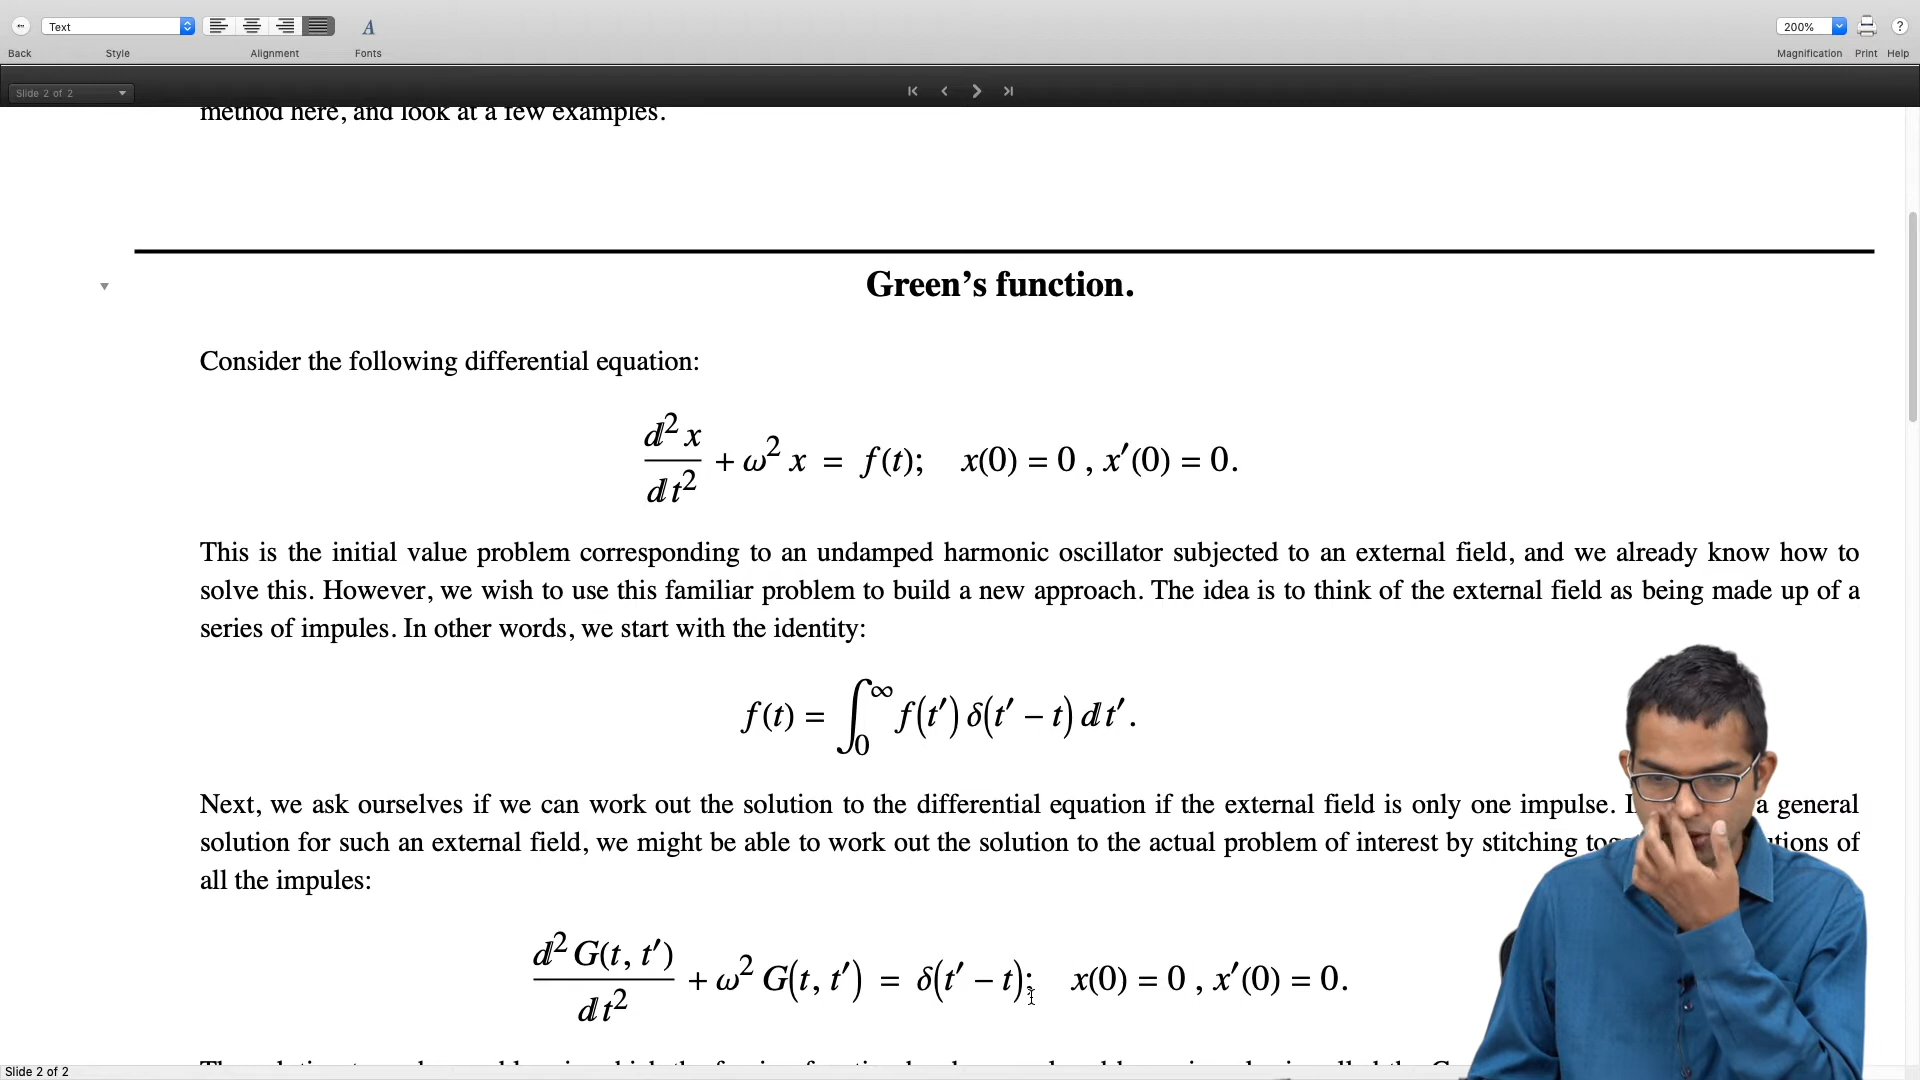 Text
200%
Back Style Alignment Fonts Magnification Print Help
Slide 2 of 2
method here, and look at a few examples.
Green’s function.
Consider the following differential equation:
d² x / d t² + ω² x = f(t);   x(0) = 0 , x′(0) = 0.
This is the initial value problem corresponding to an undamped harmonic oscillator subjected to an external field, and we already know how to
solve this. However, we wish to use this familiar problem to build a new approach. The idea is to think of the external field as being made up of a
series of impules. In other words, we start with the identity:
f(t) = ∫₀^∞ f(t′) δ(t′ − t) d t′.
Next, we ask ourselves if we can work out the solution to the differential equation if the external field is only one impulse. a general
solution for such an external field, we might be able to work out the solution to the actual problem of interest by stitching of
all the impules:
d² G(t, t′) / d t² + ω² G(t, t′) = δ(t′ − t);   x(0) = 0 , x′(0) = 0.
Slide 2 of 2